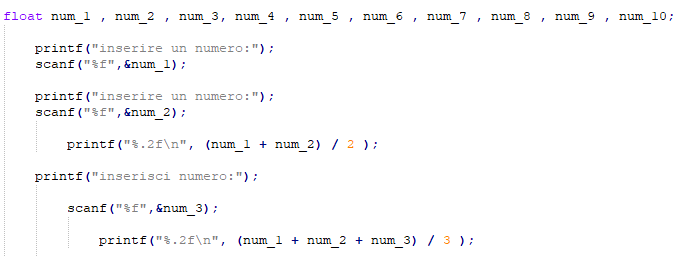 float num_1 , num_2 , num_3, num_4 , num_5 , num_6 , num_7 , num_8 , num_9 , num_10;
printf("inserire un numero:");
scanf("%f",&num_1);
printf("inserire un numero:");
scanf("%f",&num_2);
printf("%.2f\n", (num_1 + num_2) / 2 );
printf("inserisci numero:");
scanf("%f",&num_3);
printf("%.2f\n", (num_1 + num_2 + num_3) / 3 );